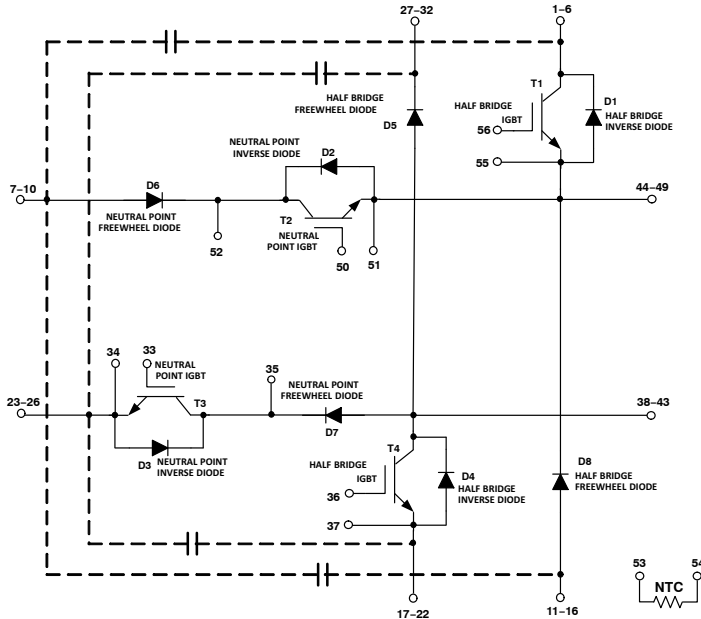 27–32
1–6
HALF BRIDGE
FREEWHEEL DIODE
D5
T1
HALF BRIDGE
IGBT
56
55
D1
HALF BRIDGE
INVERSE DIODE
NEUTRAL POINT
INVERSE DIODE
D2
7–10
D6
NEUTRAL POINT
FREEWHEEL DIODE
52
T2
NEUTRAL
POINT IGBT
50
51
44–49
34
33
NEUTRAL
POINT IGBT
T3
35
NEUTRAL POINT
FREEWHEEL DIODE
D7
23–26
38–43
D3
NEUTRAL POINT
INVERSE DIODE
T4
HALF BRIDGE
IGBT
36
37
D4
HALF BRIDGE
INVERSE DIODE
D8
HALF BRIDGE
FREEWHEEL DIODE
53
54
NTC
17–22
11–16